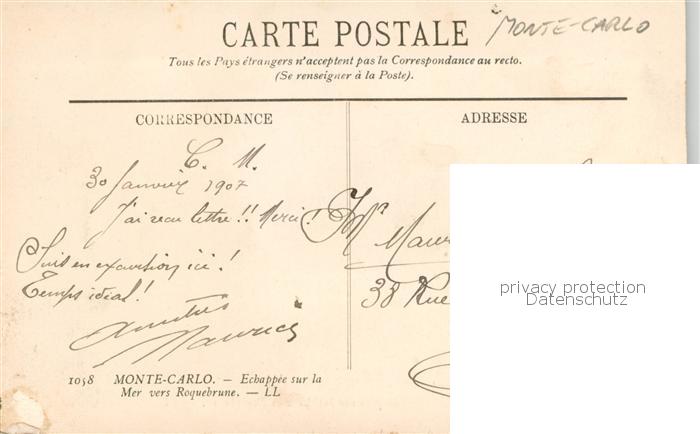 CARTE POSTALE
MONTE-CARLO
Tous les Pays étrangers n'acceptent pas la Correspondance au recto.
(Se renseigner à la Poste).
CORRESPONDANCE
ADRESSE
C. M.
30 Janvier 1907
J'ai reçu lettre!! Merci!
Suis en excursion ici!
Temps idéal!
Amitiés
Maurice
Mr
38 Rue
1058 MONTE-CARLO. — Echappée sur la
Mer vers Roquebrune. — LL
privacy protection
Datenschutz